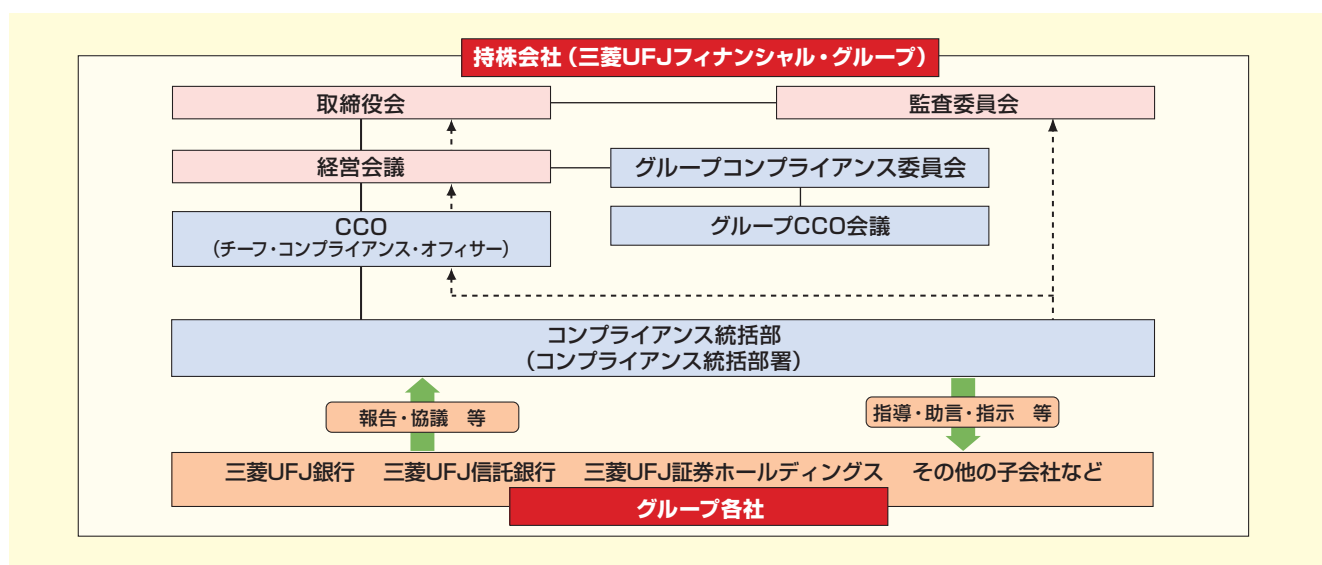 持株会社（三菱UFJフィナンシャル・グループ）
取締役会
監査委員会
経営会議
グループコンプライアンス委員会
CCO
（チーフ・コンプライアンス・オフィサー）
グループCCO会議
コンプライアンス統括部
（コンプライアンス統括部署）
報告・協議　等
指導・助言・指示　等
三菱UFJ銀行　三菱UFJ信託銀行　三菱UFJ証券ホールディングス　その他の子会社など
グループ各社